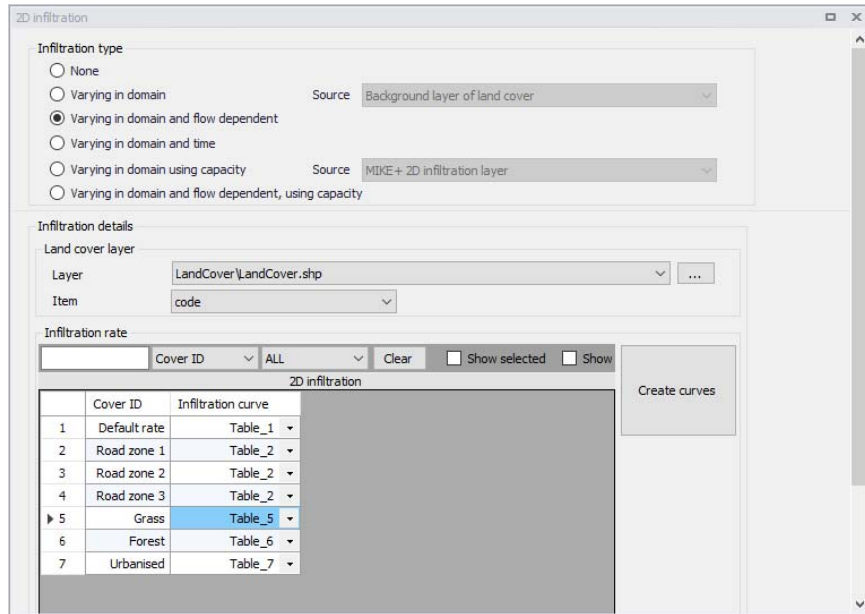 2D infiltration
Infiltration type
None
Varying in domain Source Background layer of land cover
Varying in domain and flow dependent
Varying in domain and time
Varying in domain using capacity Source MIKE+ 2D infiltration layer
Varying in domain and flow dependent, using capacity
Infiltration details
Land cover layer
Layer LandCover\LandCover.shp ...
Item code
Infiltration rate
Cover ID ALL Clear Show selected Show
Create curves
2D infiltration
Cover ID Infiltration curve
1 Default rate Table_1
2 Road zone 1 Table_2
3 Road zone 2 Table_2
4 Road zone 3 Table_2
5 Grass Table_5
6 Forest Table_6
7 Urbanised Table_7